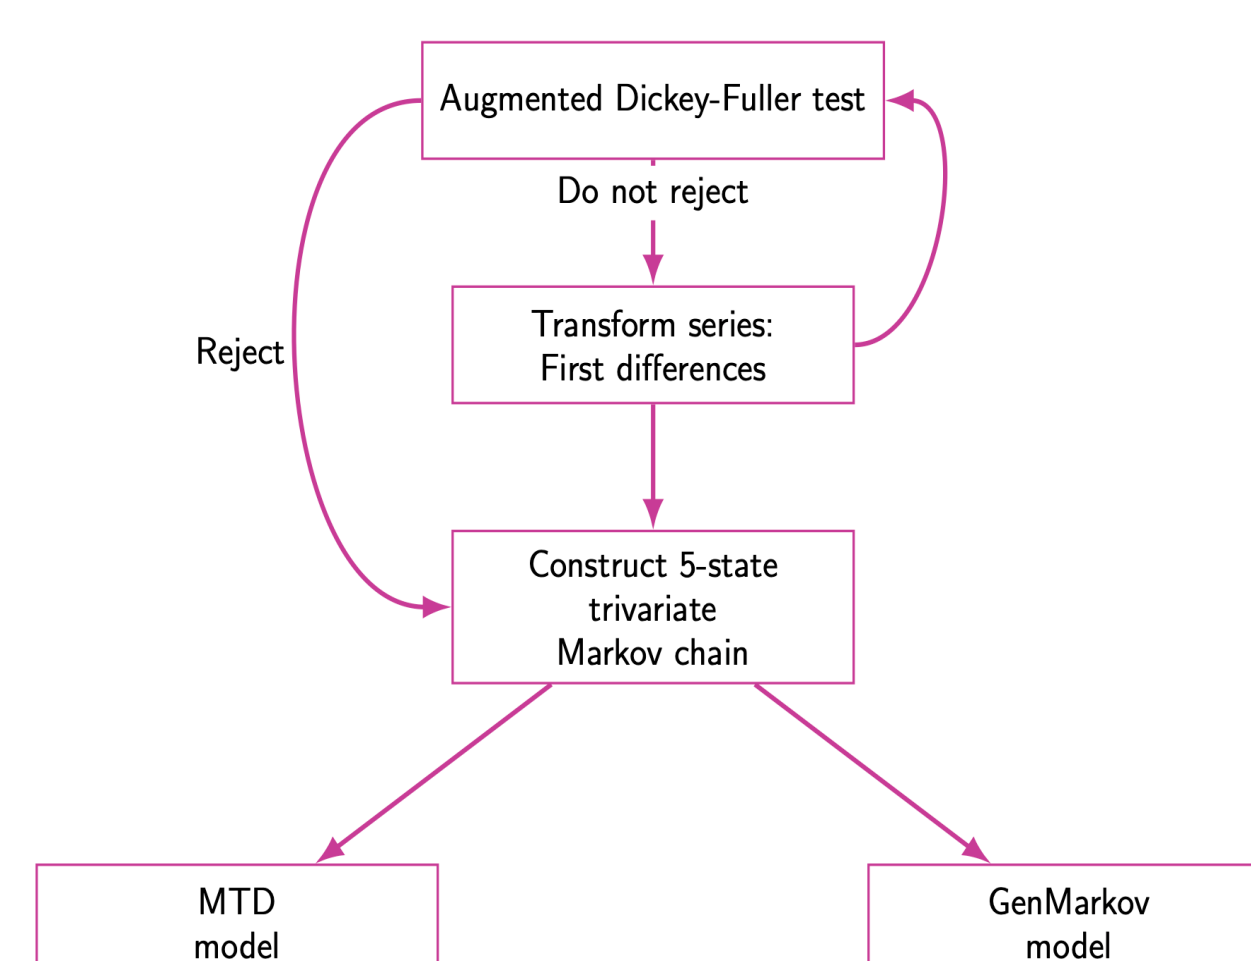 Augmented Dickey-Fuller test
Do not reject
Transform series:
First differences
Reject
Construct 5-state
trivariate
Markov chain
MTD
model
GenMarkov
model